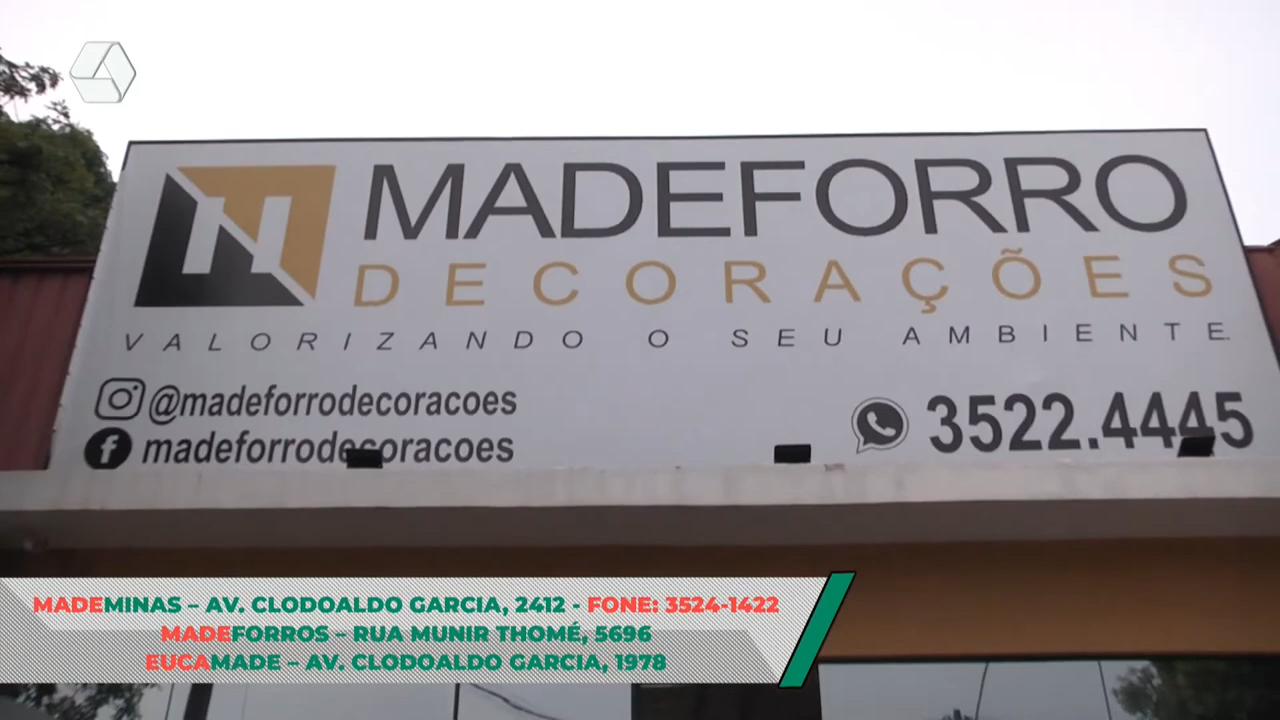 MADEFORRO
DECORAÇÕES
VALORIZANDO O SEU AMBIENTE.
@madeforrodecoracoes
madeforrodecoracoes
3522.4445
MADEMINAS – AV. CLODOALDO GARCIA, 2412 - FONE: 3524-1422
MADEFORROS – RUA MUNIR THOMÉ, 5696
EUCAMADE – AV. CLODOALDO GARCIA, 1978